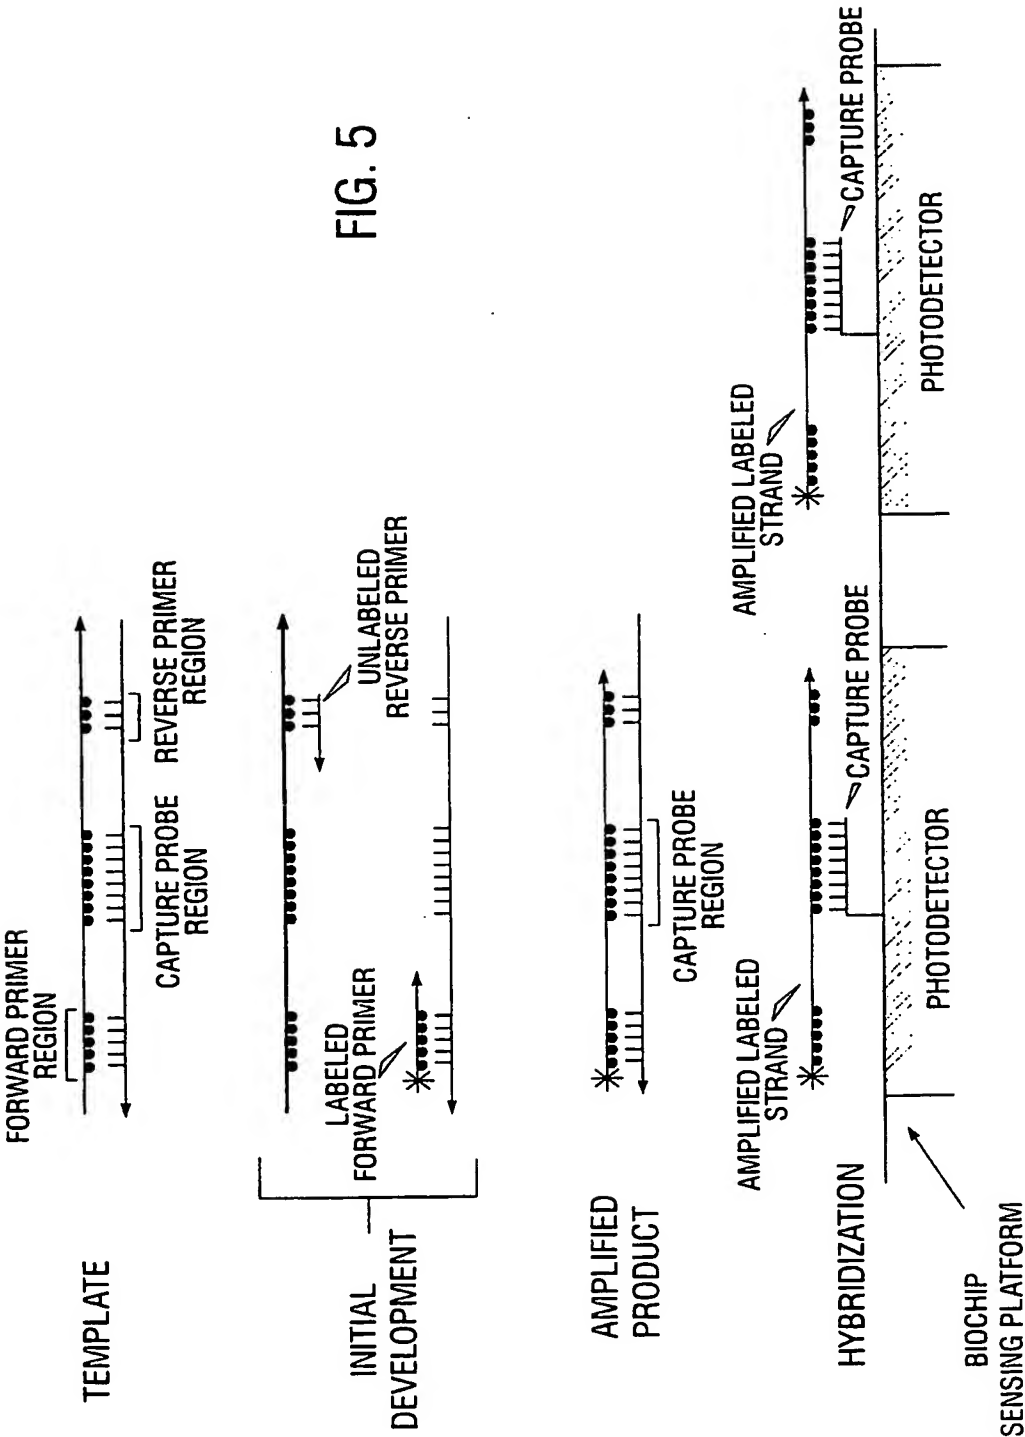 FIG. 5
TEMPLATE
FORWARD PRIMER
REGION
CAPTURE PROBE
REGION
REVERSE PRIMER
REGION
INITIAL
DEVELOPMENT
LABELED
FORWARD PRIMER
UNLABELED
REVERSE PRIMER
AMPLIFIED
PRODUCT
CAPTURE PROBE
REGION
HYBRIDIZATION
AMPLIFIED LABELED
STRAND
CAPTURE PROBE
AMPLIFIED LABELED
STRAND
CAPTURE PROBE
PHOTODETECTOR
PHOTODETECTOR
BIOCHIP
SENSING PLATFORM